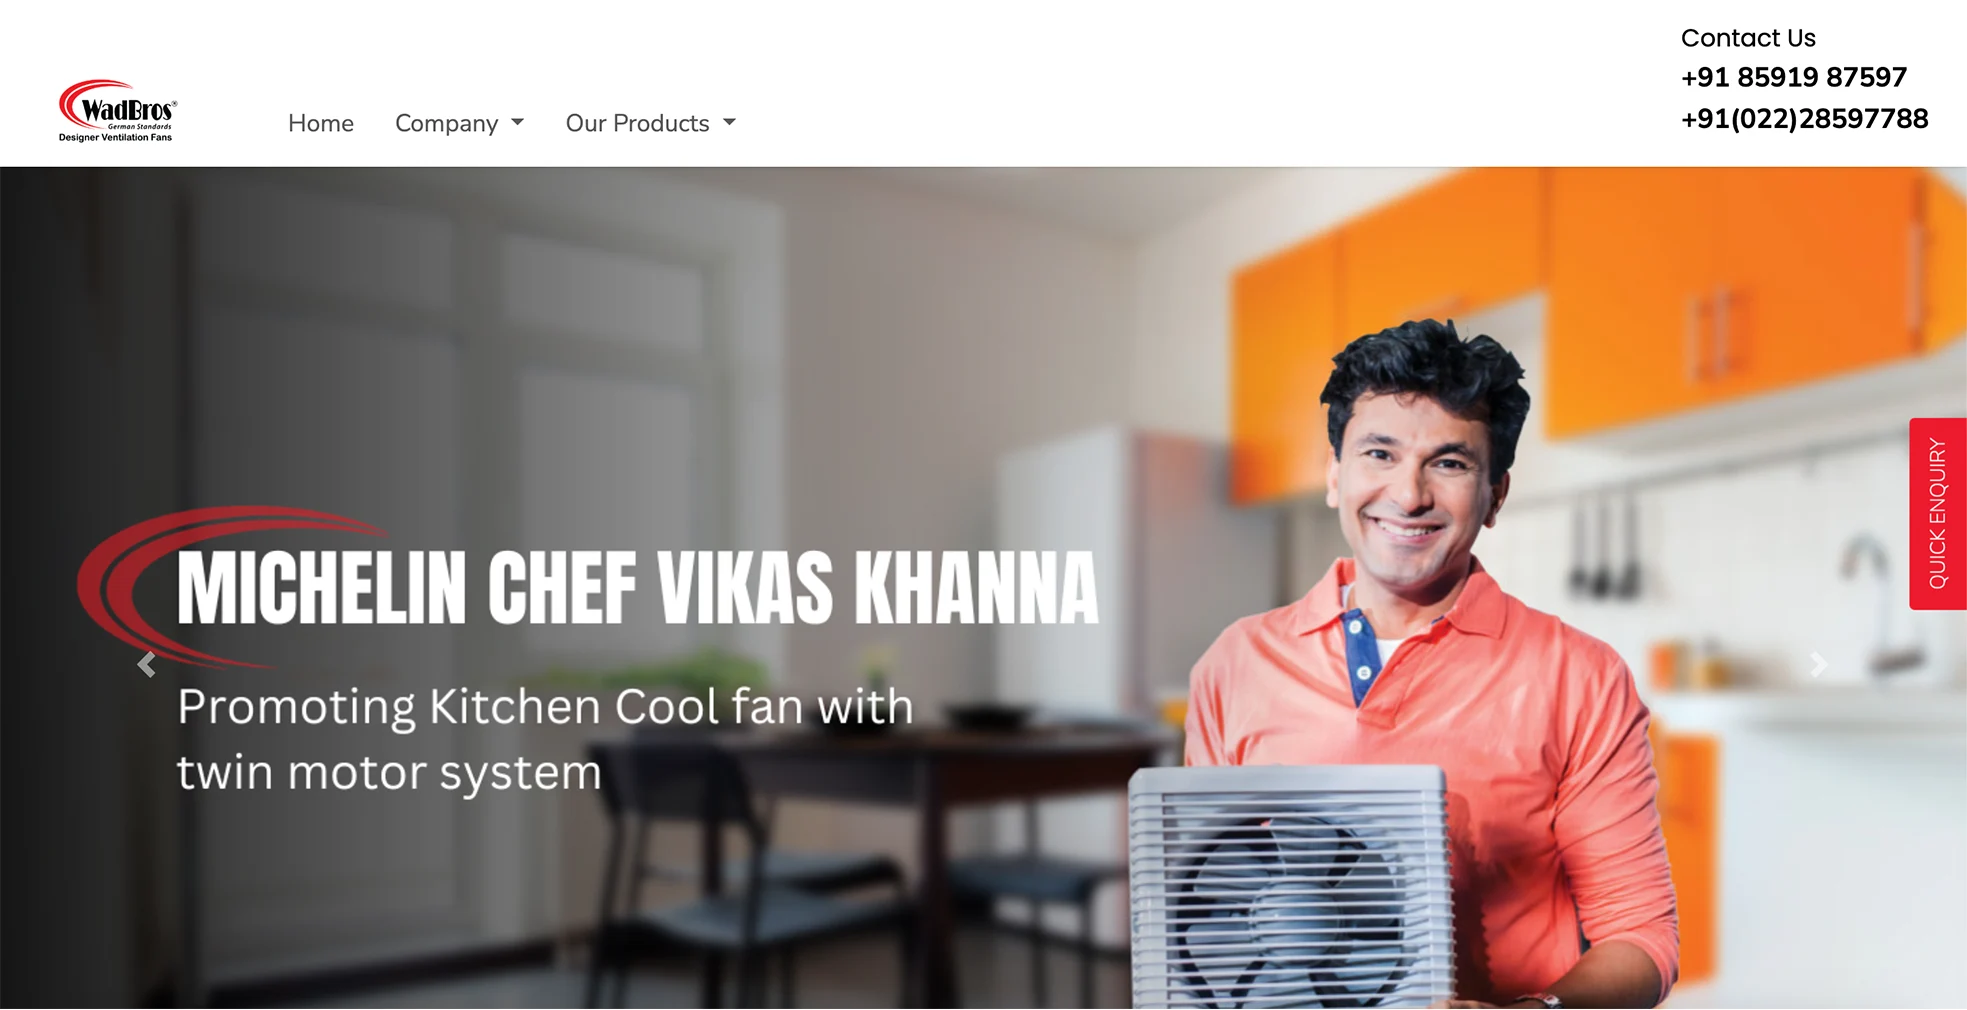 WadBros®
German Standards
Designer Ventilation Fans
Home
Company
Our Products
Contact Us
+91 85919 87597
+91(022)28597788
QUICK ENQUIRY
MICHELIN CHEF VIKAS KHANNA
Promoting Kitchen Cool fan with
twin motor system